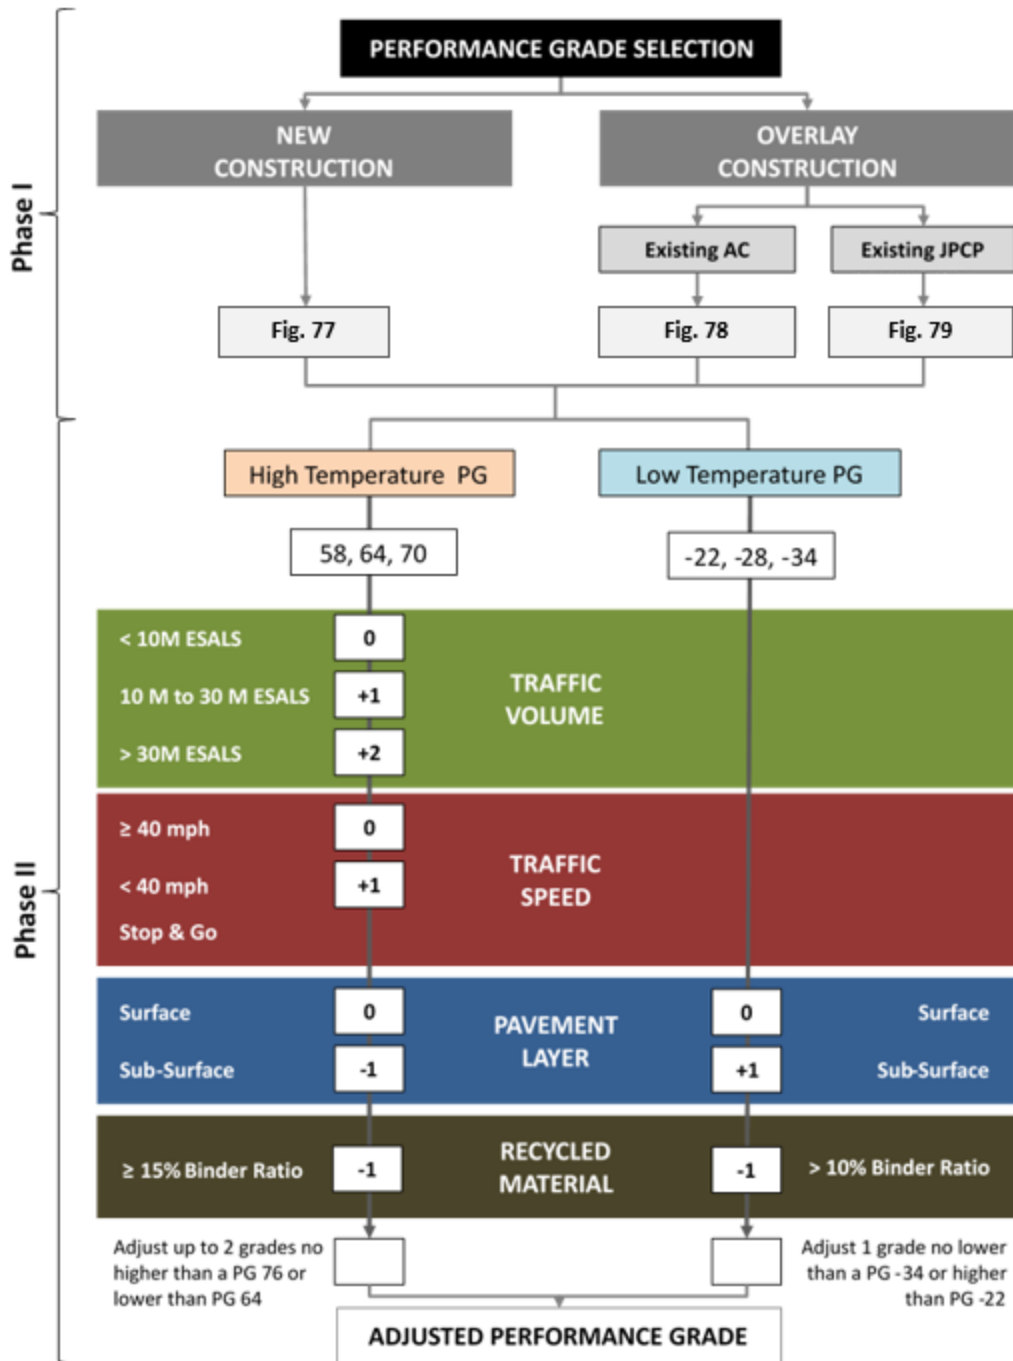 PERFORMANCE GRADE SELECTION
NEW
CONSTRUCTION
OVERLAY
CONSTRUCTION
Phase I
Existing AC
Existing JPCP
Fig. 77
Fig. 78
Fig. 79
High Temperature PG
Low Temperature PG
58, 64, 70
-22, -28, -34
Phase II
< 10M ESALS
0
10 M to 30 M ESALS
+1
> 30M ESALS
+2
TRAFFIC
VOLUME
≥ 40 mph
0
< 40 mph
+1
Stop & Go
TRAFFIC
SPEED
Surface
0
Sub-Surface
-1
PAVEMENT
LAYER
0
Surface
+1
Sub-Surface
≥ 15% Binder Ratio
-1
RECYCLED
MATERIAL
-1
> 10% Binder Ratio
Adjust up to 2 grades no
higher than a PG 76 or
lower than PG 64
Adjust 1 grade no lower
than a PG -34 or higher
than PG -22
ADJUSTED PERFORMANCE GRADE